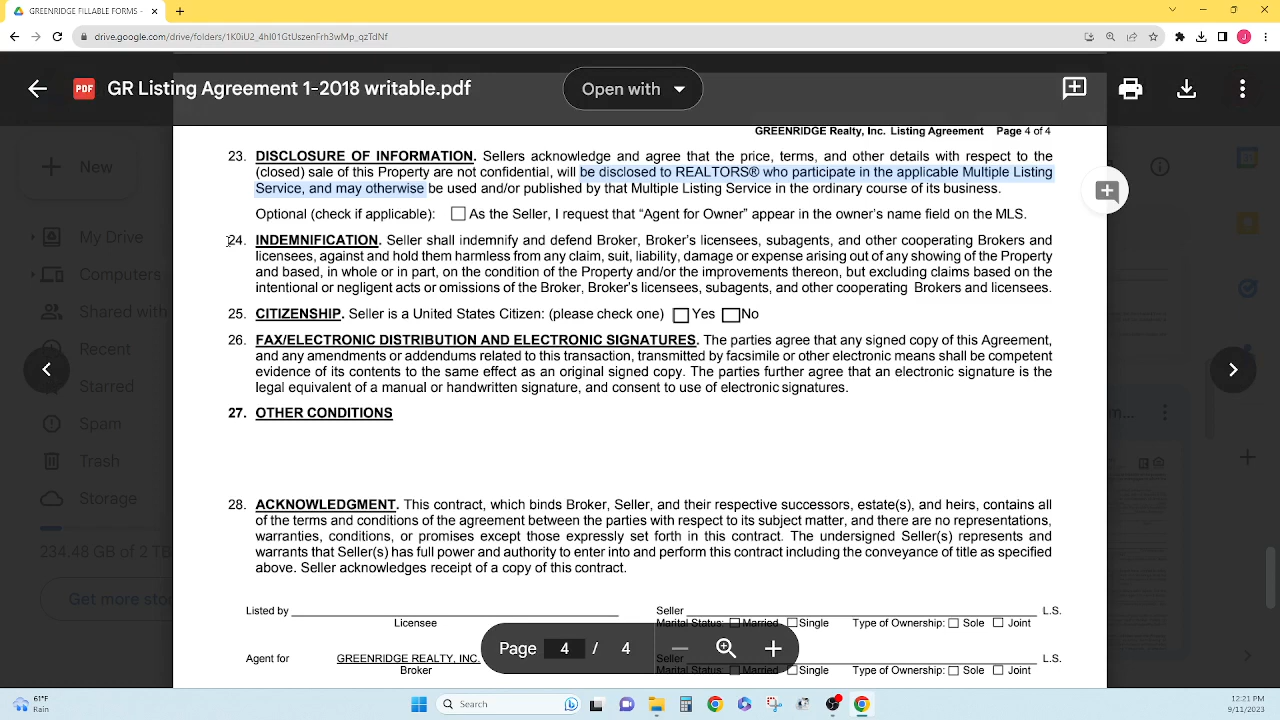 GREENRIDGE FILLABLE FORMS -
drive.google.com/drive/folders/1K0iU2_4hI01GtUszenFrh3wMp_qzTdNf
PDF GR Listing Agreement 1-2018 writable.pdf
Open with
GREENRIDGE Realty, Inc. Listing Agreement Page 4 of 4
New
My Drive
Computers
Shared with
Recent
Starred
Spam
Trash
Storage
234.48 GB of 2 TB
Get more sto
23. DISCLOSURE OF INFORMATION. Sellers acknowledge and agree that the price, terms, and other details with respect to the
(closed) sale of this Property are not confidential, will be disclosed to REALTORS® who participate in the applicable Multiple Listing
Service, and may otherwise be used and/or published by that Multiple Listing Service in the ordinary course of its business.
Optional (check if applicable): As the Seller, I request that “Agent for Owner” appear in the owner’s name field on the MLS.
24. INDEMNIFICATION. Seller shall indemnify and defend Broker, Broker’s licensees, subagents, and other cooperating Brokers and
licensees, against and hold them harmless from any claim, suit, liability, damage or expense arising out of any showing of the Property
and based, in whole or in part, on the condition of the Property and/or the improvements thereon, but excluding claims based on the
intentional or negligent acts or omissions of the Broker, Broker’s licensees, subagents, and other cooperating Brokers and licensees.
25. CITIZENSHIP. Seller is a United States Citizen: (please check one) Yes No
26. FAX/ELECTRONIC DISTRIBUTION AND ELECTRONIC SIGNATURES. The parties agree that any signed copy of this Agreement,
and any amendments or addendums related to this transaction, transmitted by facsimile or other electronic means shall be competent
evidence of its contents to the same effect as an original signed copy. The parties further agree that an electronic signature is the
legal equivalent of a manual or handwritten signature, and consent to use of electronic signatures.
27. OTHER CONDITIONS
m...
28. ACKNOWLEDGMENT. This contract, which binds Broker, Seller, and their respective successors, estate(s), and heirs, contains all
of the terms and conditions of the agreement between the parties with respect to its subject matter, and there are no representations,
warranties, conditions, or promises except those expressly set forth in this contract. The undersigned Seller(s) represents and
warrants that Seller(s) has full power and authority to enter into and perform this contract including the conveyance of title as specified
above. Seller acknowledges receipt of a copy of this contract.
Listed by Seller L.S.
Licensee Marital Status: Married Single Type of Ownership: Sole Joint
Page 4 / 4
Agent for GREENRIDGE REALTY, INC. Seller L.S.
Broker Marital Status: Married Single Type of Ownership: Sole Joint
61°F
Rain
Search
12:21 PM
9/11/2023